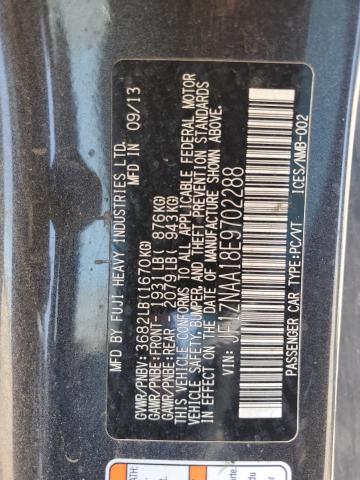 MFD BY FUJI HEAVY INDUSTRIES LTD.
MFD IN 09/13
GVWR/PNBV: 3682LB(1670KG)
GAWR/PNBE:FRONT- 1931LB( 876KG)
GAWR/PNBE:REAR - 2079LB( 943KG)
THIS VEHICLE CONFORMS TO ALL APPLICABLE FEDERAL MOTOR
VEHICLE SAFETY,BUMPER,AND THEFT PREVENTION STANDARDS
IN EFFECT ON THE DATE OF MANUFACTURE SHOWN ABOVE.
VIN: JF1ZNAA18E9702288
PASSENGER CAR TYPE:PC/VT ICES/NMB-002